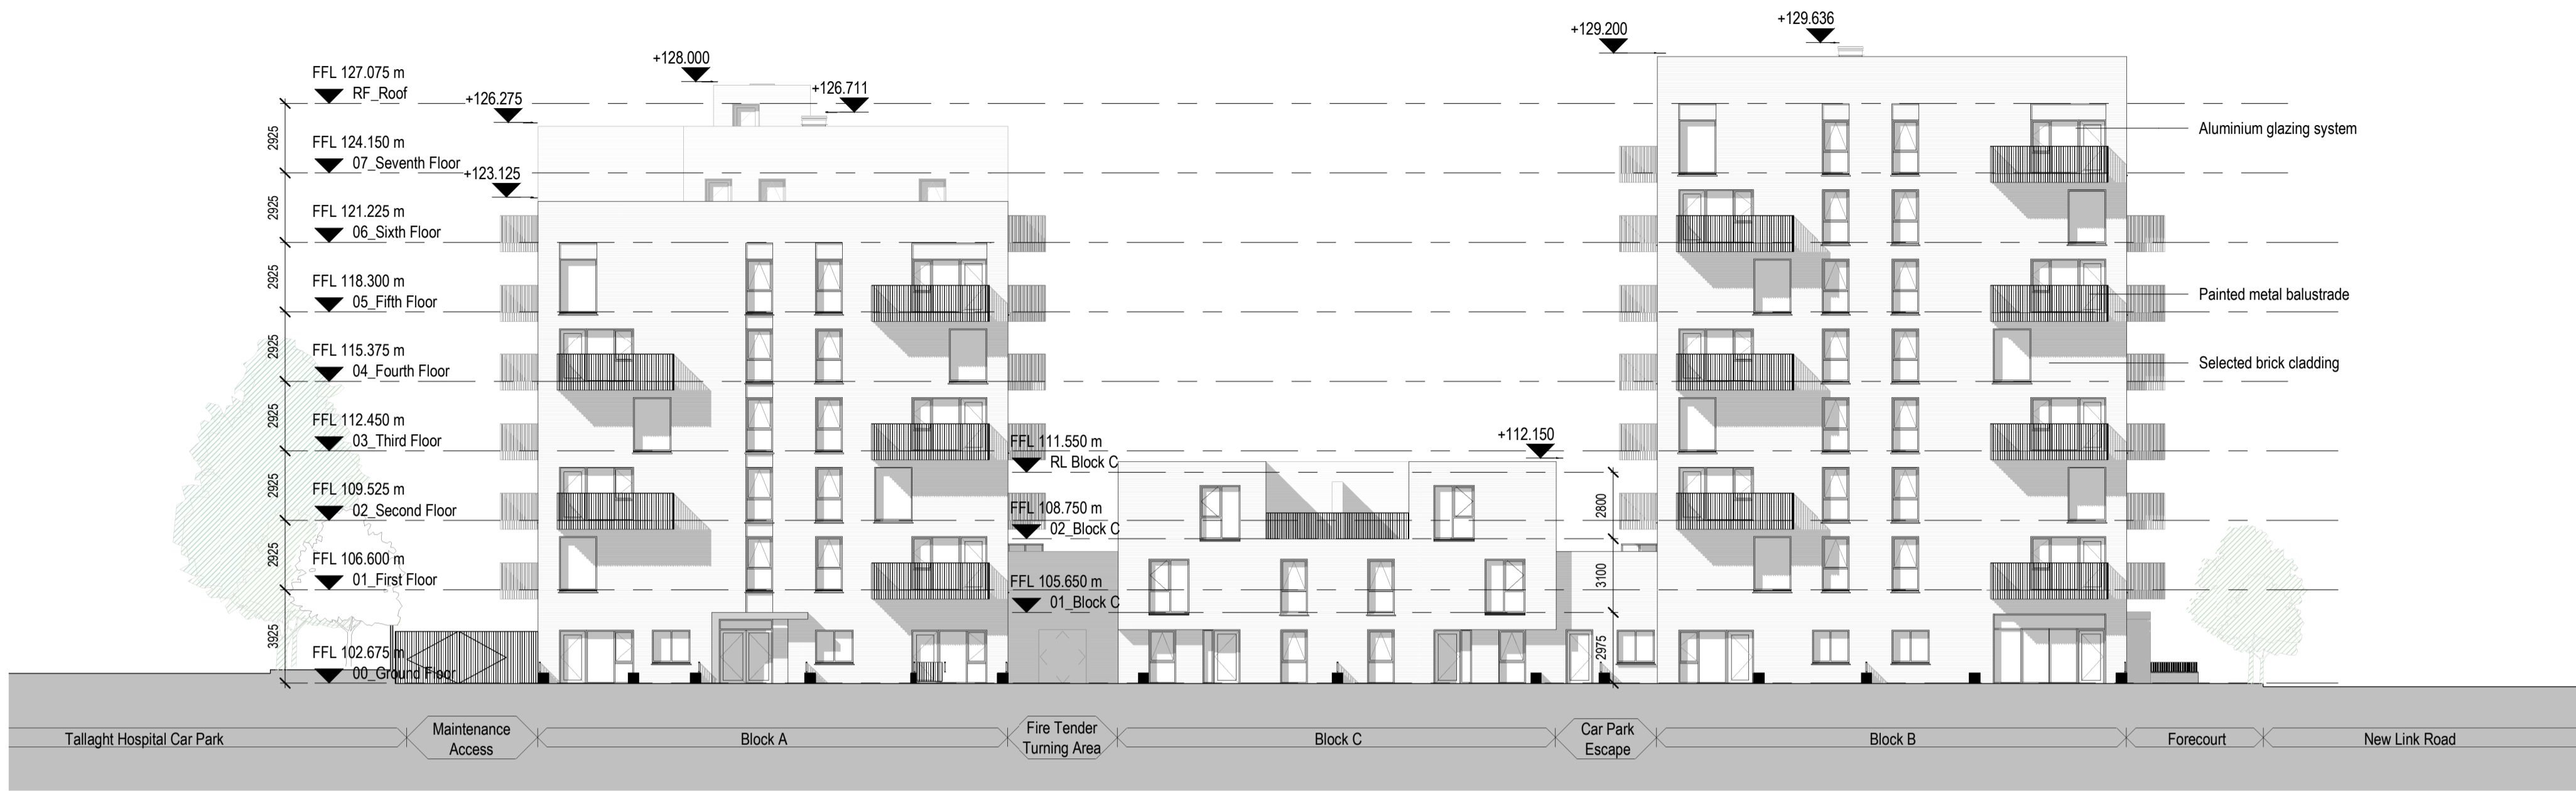 +129.636
+129.200
+128.000
FFL 127.075 m
RF_Roof
+126.275
+126.711
2925
FFL 124.150 m
07_Seventh Floor
+123.125
Aluminium glazing system
2925
FFL 121.225 m
06_Sixth Floor
2925
FFL 118.300 m
05_Fifth Floor
Painted metal balustrade
2925
FFL 115.375 m
04_Fourth Floor
Selected brick cladding
2925
FFL 112.450 m
03_Third Floor
FFL 111.550 m
RL Block C
+112.150
2925
FFL 109.525 m
02_Second Floor
FFL 108.750 m
02_Block C
2800
2925
FFL 106.600 m
01_First Floor
FFL 105.650 m
01_Block C
3100
3925
FFL 102.675 m
00_Ground Floor
2975
Tallaght Hospital Car Park
Maintenance
Access
Block A
Fire Tender
Turning Area
Block C
Car Park
Escape
Block B
Forecourt
New Link Road